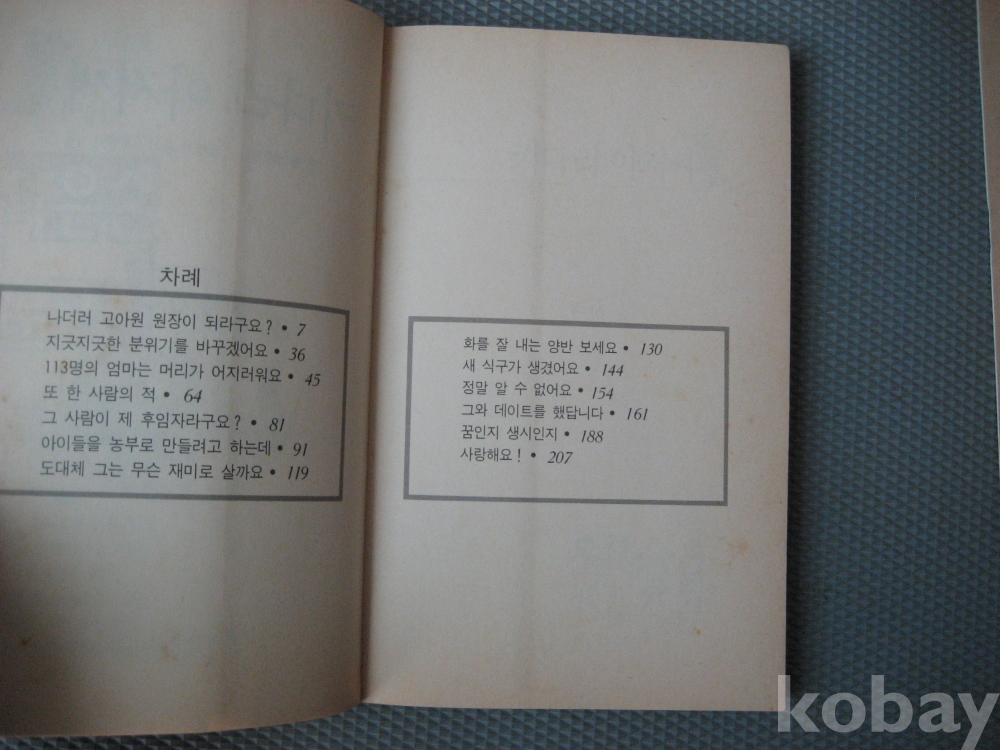 차례
나더러 고아원 원장이 되라구요? • 7
지긋지긋한 분위기를 바꾸겠어요 • 36
113명의 엄마는 머리가 어지러워요 • 45
또 한 사람의 적 • 64
그 사람이 제 후임자라구요? • 81
아이들을 농부로 만들려고 하는데 • 91
도대체 그는 무슨 재미로 살까요 • 119
화를 잘 내는 양반 보세요 • 130
새 식구가 생겼어요 • 144
정말 알 수 없어요 • 154
그와 데이트를 했답니다 • 161
꿈인지 생시인지 • 188
사랑해요! • 207
kobay